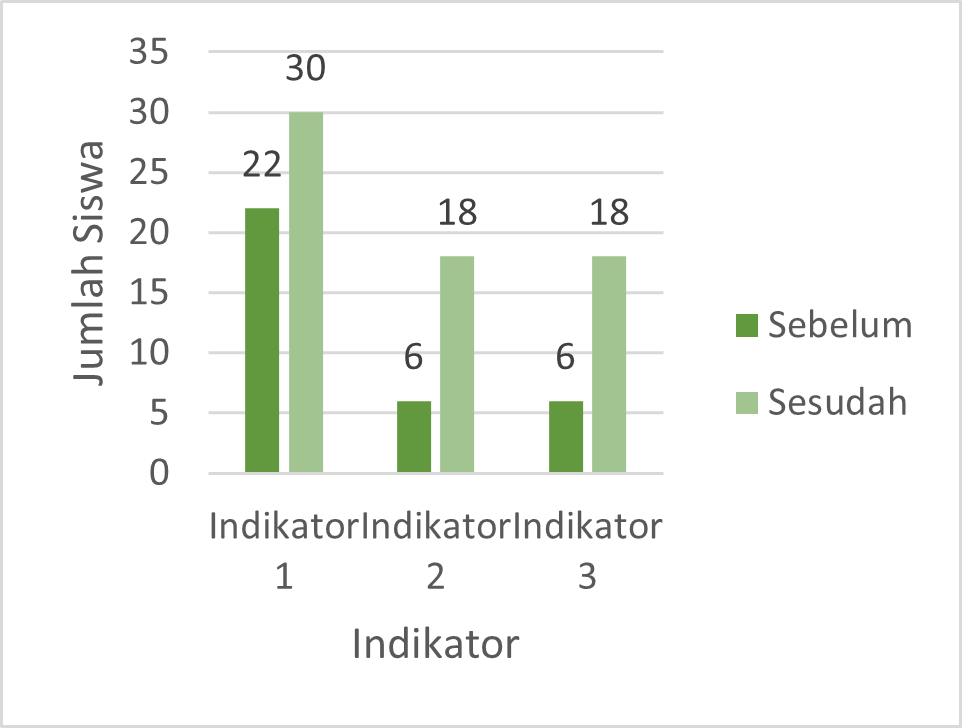 35
30
25
20
15
10
5
0
Jumlah Siswa
22
30
6
18
6
18
Indikator 1
Indikator 2
Indikator 3
Indikator
Sebelum
Sesudah